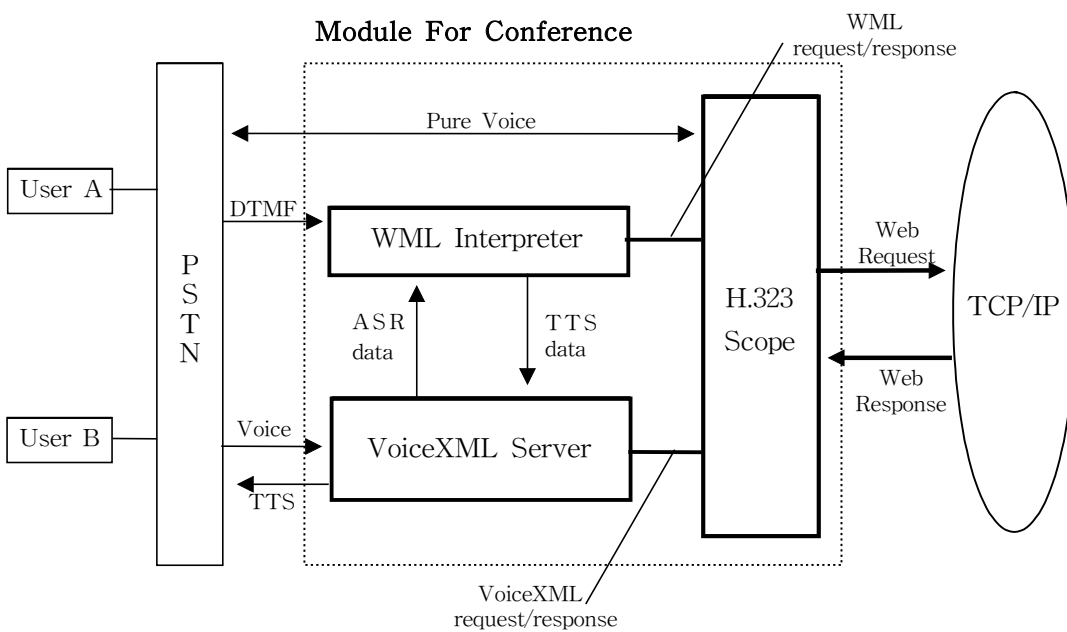 Module For Conference
WML
request/response
Pure Voice
User A
DTMF
WML Interpreter
Web
Request
P
S
T
N
H.323
Scope
TCP/IP
ASR
data
TTS
data
Web
Response
User B
Voice
VoiceXML Server
TTS
VoiceXML
request/response